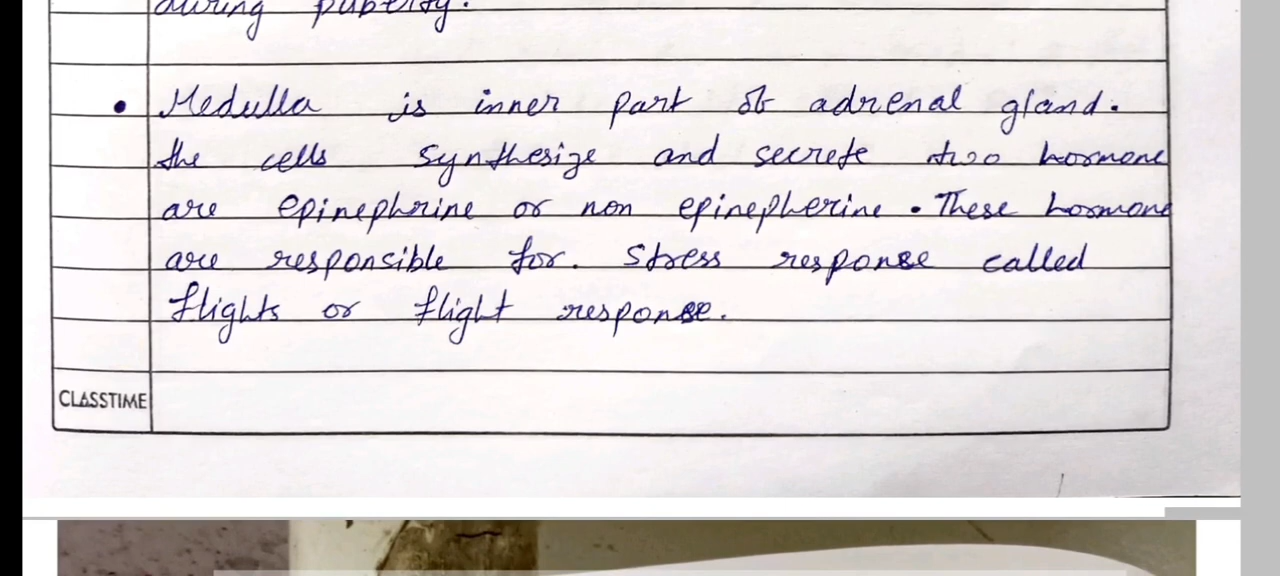 during puberty.
• Medulla is inner part of adrenal gland.
the cells synthesize and secrete two hormone
are epinephrine or non epinepherine. These hormone
are responsible for. stress response called
flights or flight response.
CLASSTIME